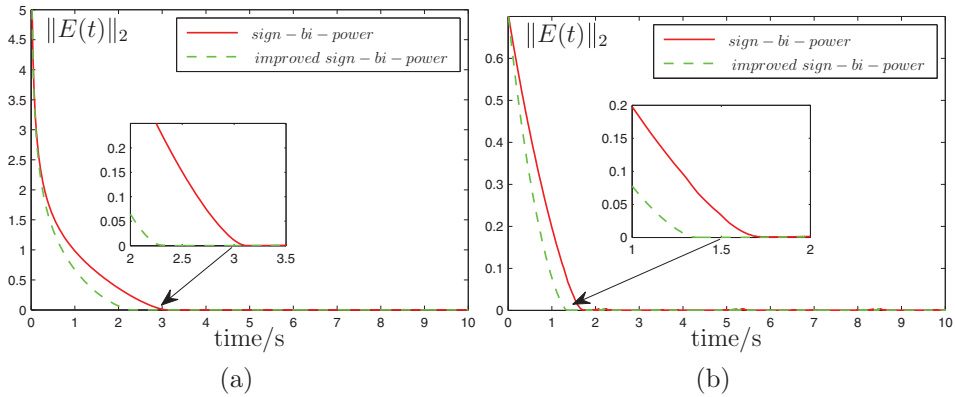 ‖E(t)‖₂
sign − bi − power
improved sign − bi − power
5
4.5
4
3.5
3
2.5
2
1.5
1
0.5
0
0.2
0.15
0.1
0.05
0
2 2.5 3 3.5
0 1 2 3 4 5 6 7 8 9 10
time/s
(a)
‖E(t)‖₂
sign − bi − power
improved sign − bi − power
0.6
0.5
0.4
0.3
0.2
0.1
0
0.2
0.15
0.1
0.05
0
1 1.5 2
0 1 2 3 4 5 6 7 8 9 10
time/s
(b)